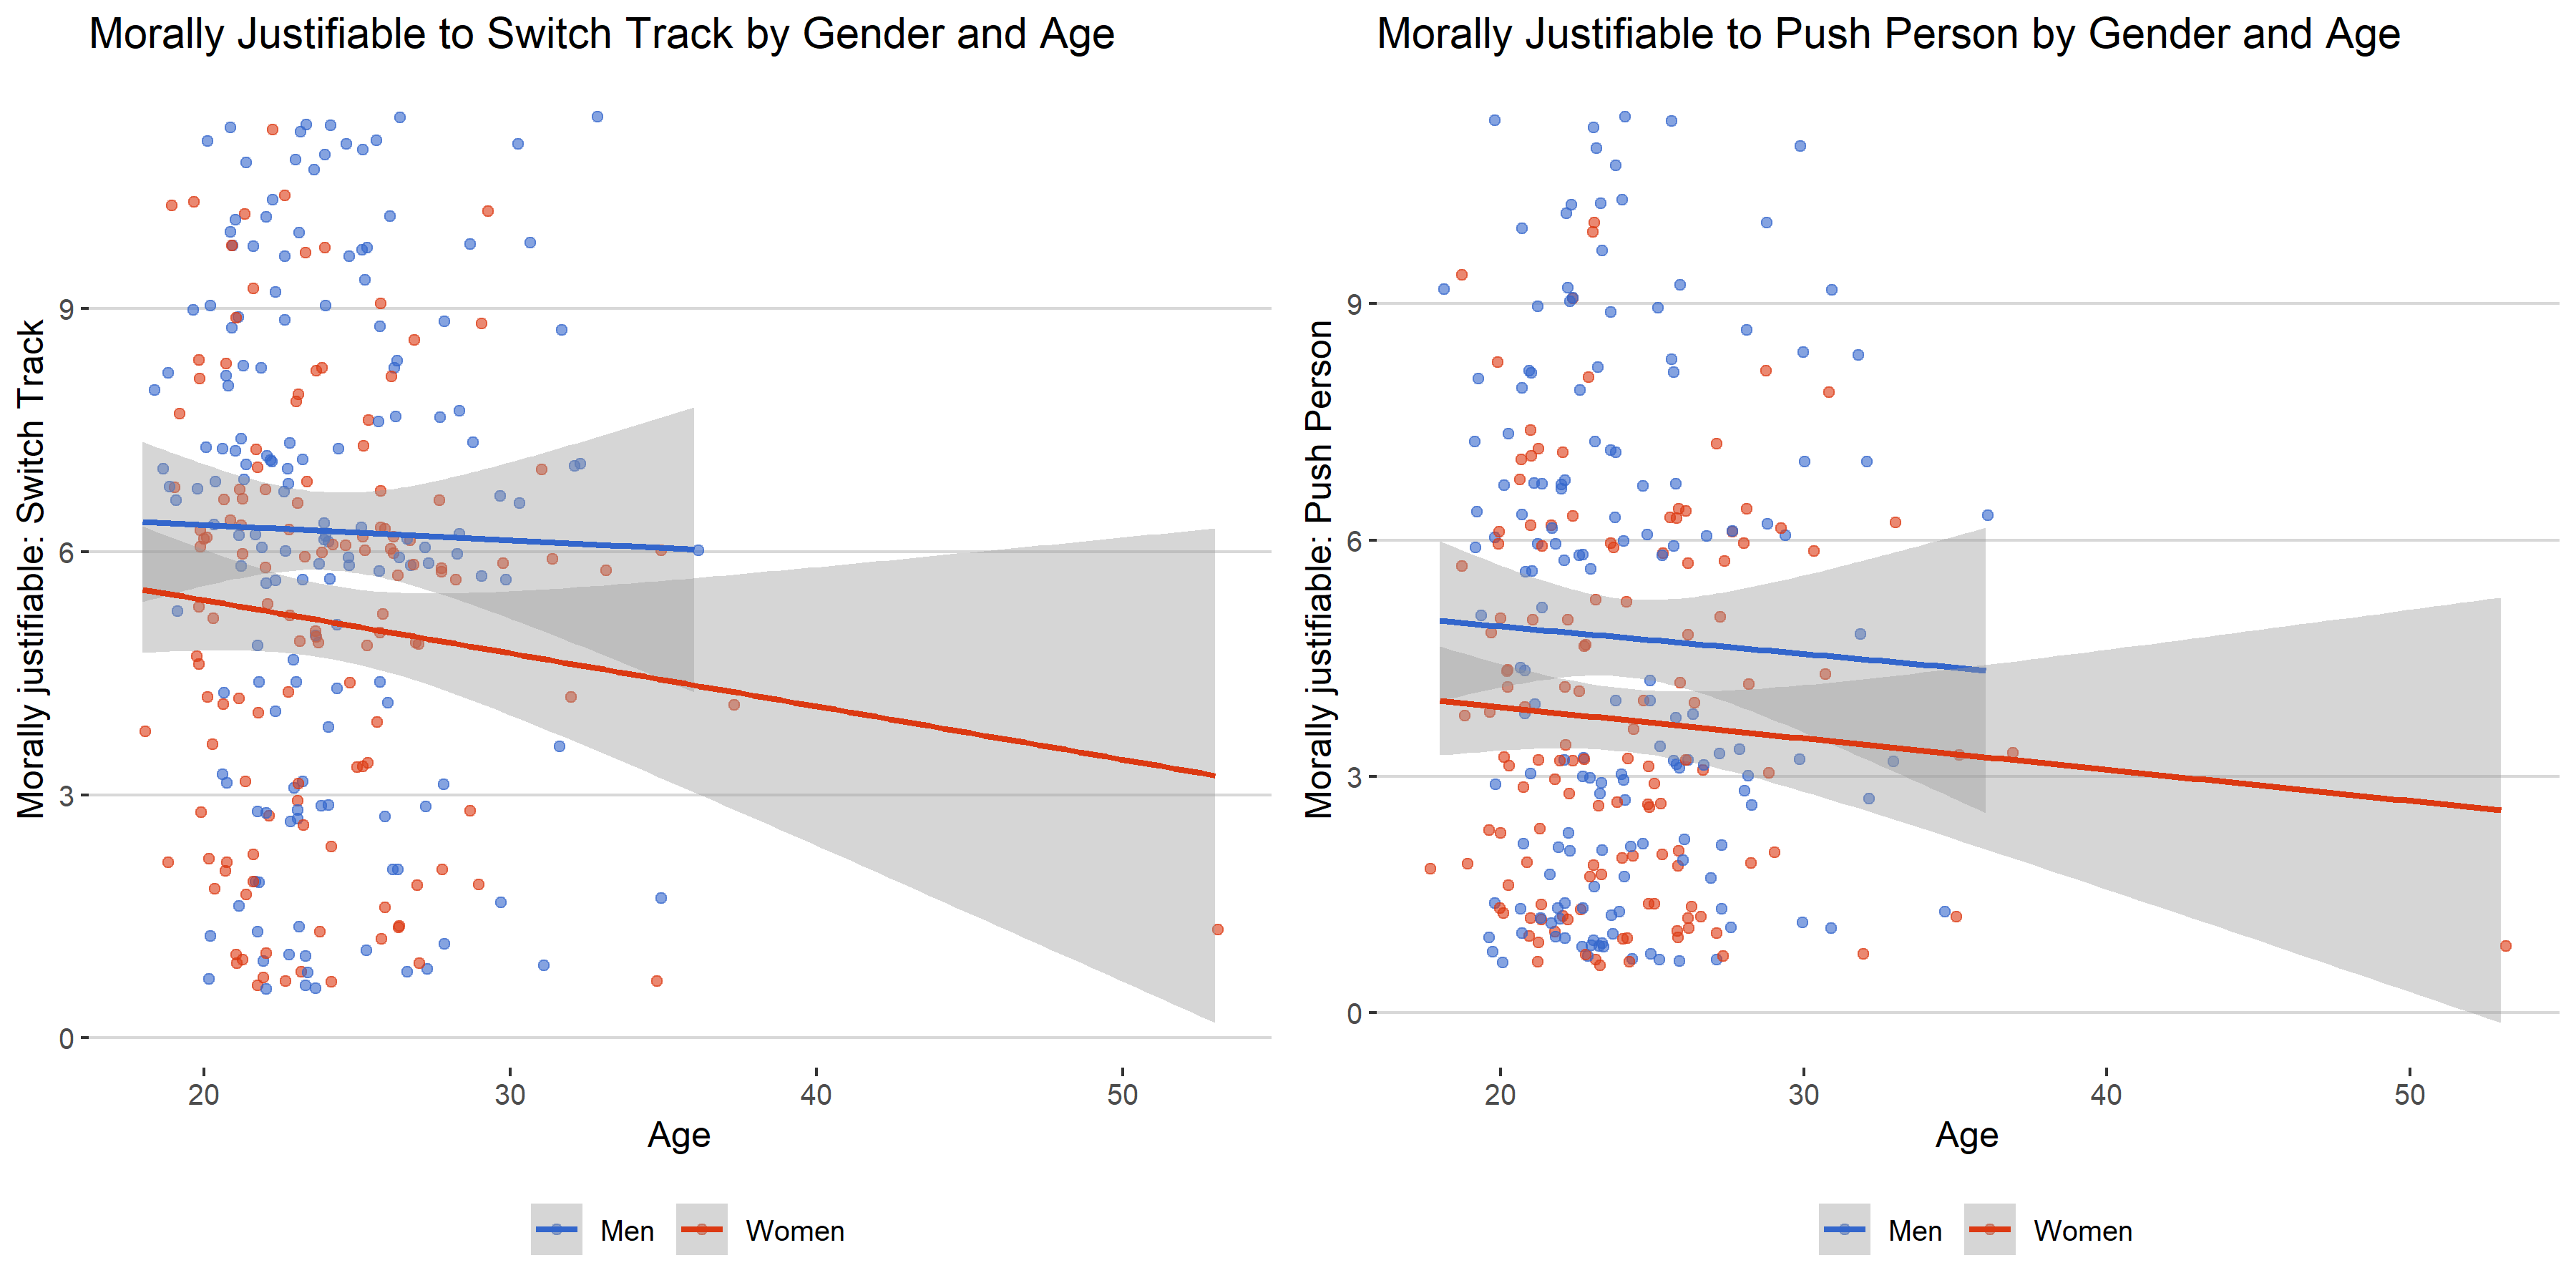 Morally Justifiable to Switch Track by Gender and Age
Morally justifiable: Switch Track
9
6
3
0
20 30 40 50
Age
Men Women
Morally Justifiable to Push Person by Gender and Age
Morally justifiable: Push Person
9
6
3
0
20 30 40 50
Age
Men Women